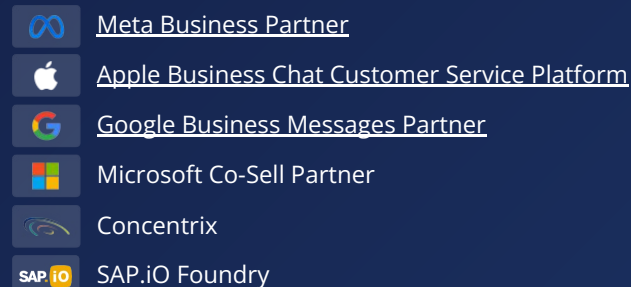 Meta Business Partner
Apple Business Chat Customer Service Platform
Google Business Messages Partner
Microsoft Co-Sell Partner
Concentrix
SAP iO SAP.iO Foundry